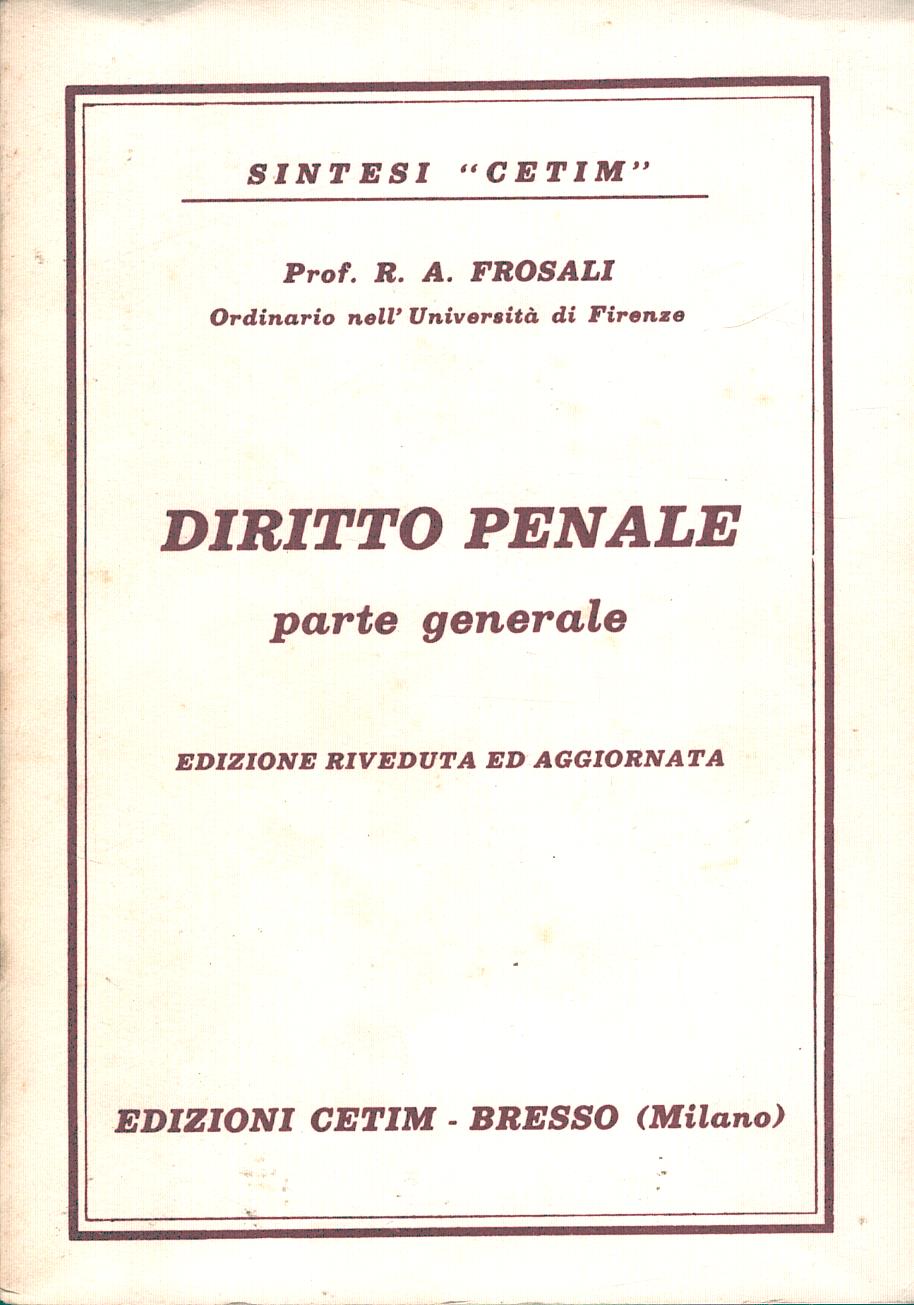 SINTESI “CETIM”
Prof. R. A. FROSALI
Ordinario nell’Università di Firenze
DIRITTO PENALE
parte generale
EDIZIONE RIVEDUTA ED AGGIORNATA
EDIZIONI CETIM - BRESSO (Milano)